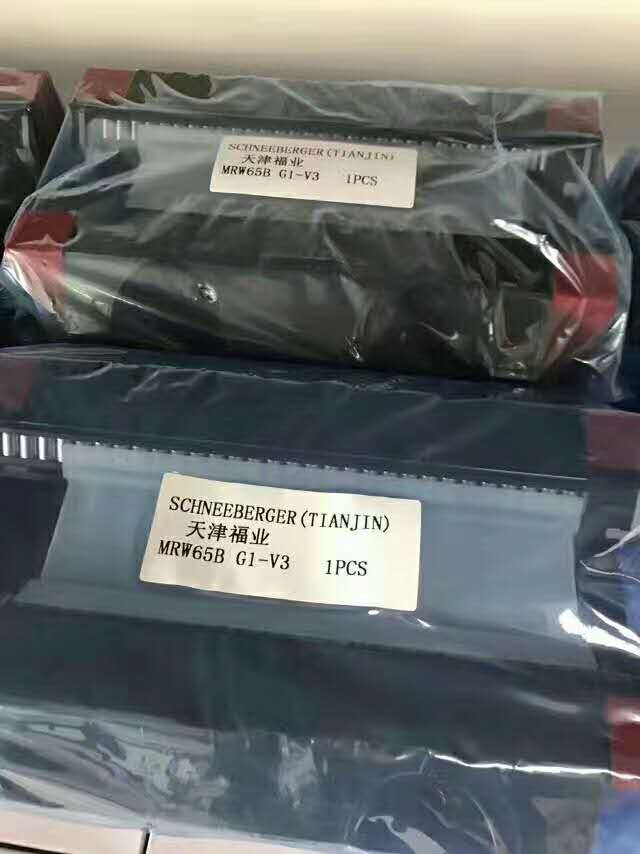 SCHNEEBERGER(TIANJIN)
天津福业
MRW65B G1-V3 1PCS
SCHNEEBERGER(TIANJIN)
天津福业
MRW65B G1-V3 1PCS